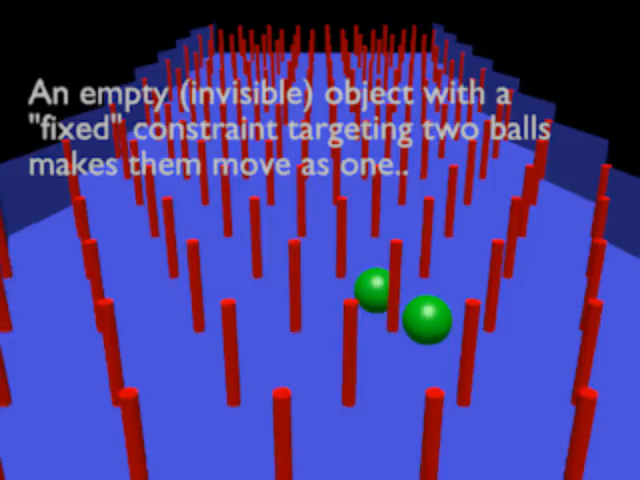 An empty (invisible) object with a
"fixed" constraint targeting two balls
makes them move as one..